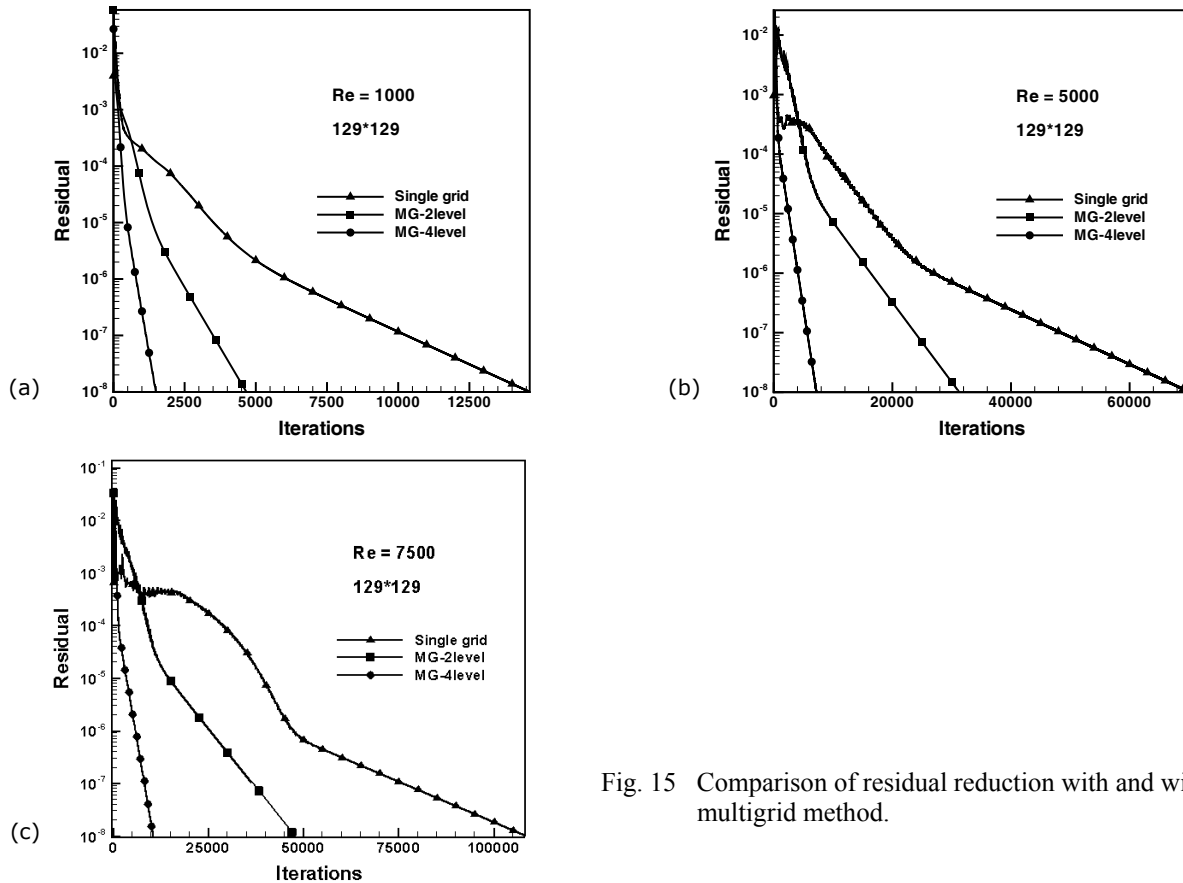 10^-2
10^-3
10^-4
10^-5
10^-6
10^-7
10^-8
Residual
Re = 1000
129*129
Single grid
MG-2level
MG-4level
0 2500 5000 7500 10000 12500
Iterations
(a)
10^-2
10^-3
10^-4
10^-5
10^-6
10^-7
10^-8
Residual
Re = 5000
129*129
Single grid
MG-2level
MG-4level
0 20000 40000 60000
Iterations
(b)
10^-1
10^-2
10^-3
10^-4
10^-5
10^-6
10^-7
10^-8
Residual
Re = 7500
129*129
Single grid
MG-2level
MG-4level
0 25000 50000 75000 100000
Iterations
(c)
Fig. 15 Comparison of residual reduction with and wi
multigrid method.